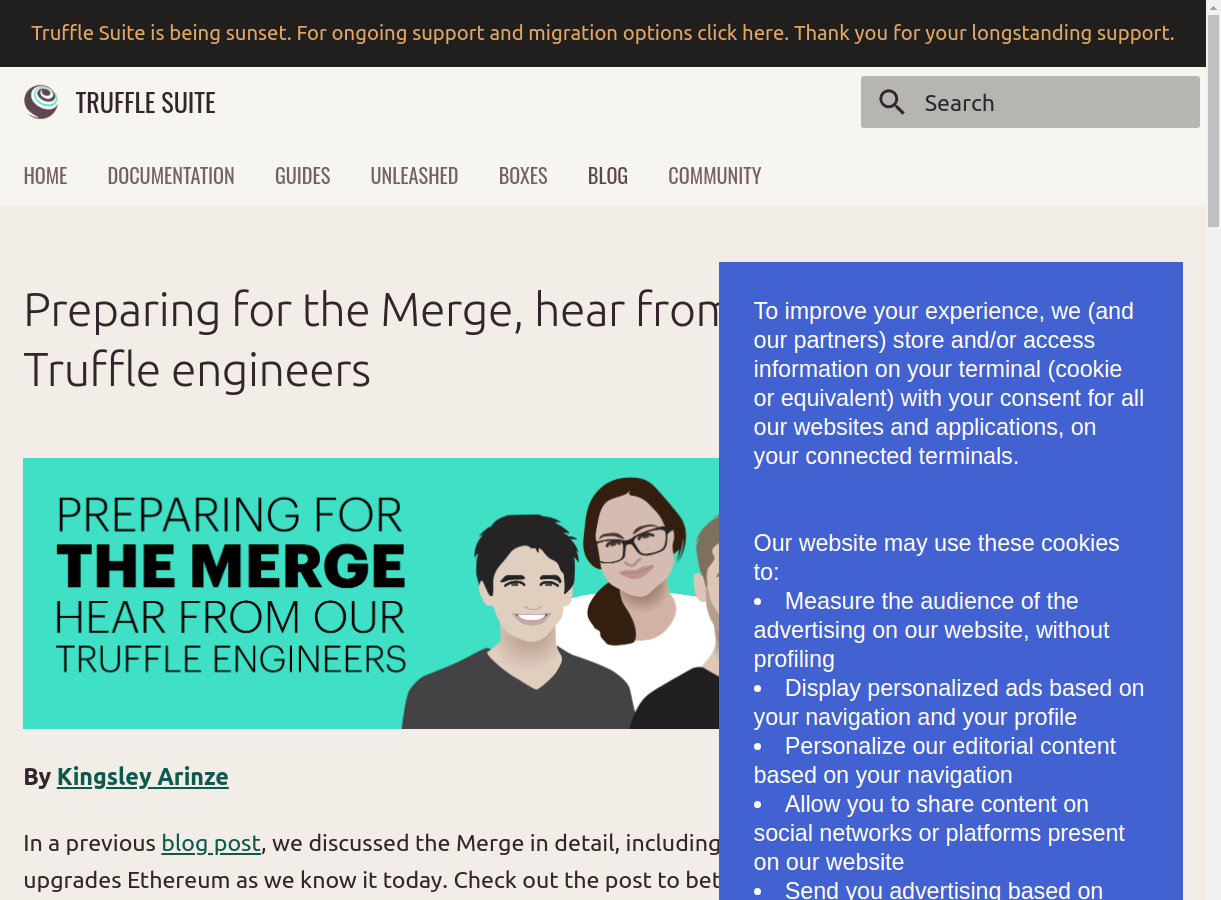 Truffle Suite is being sunset. For ongoing support and migration options click here. Thank you for your longstanding support.
TRUFFLE SUITE
Search
HOME DOCUMENTATION GUIDES UNLEASHED BOXES BLOG COMMUNITY
Preparing for the Merge, hear from
Truffle engineers
PREPARING FOR
THE MERGE
HEAR FROM OUR
TRUFFLE ENGINEERS
By Kingsley Arinze
In a previous blog post, we discussed the Merge in detail, including
upgrades Ethereum as we know it today. Check out the post to bet
To improve your experience, we (and
our partners) store and/or access
information on your terminal (cookie
or equivalent) with your consent for all
our websites and applications, on
your connected terminals.
Our website may use these cookies
to:
• Measure the audience of the
advertising on our website, without
profiling
• Display personalized ads based on
your navigation and your profile
• Personalize our editorial content
based on your navigation
• Allow you to share content on
social networks or platforms present
on our website
• Send you advertising based on